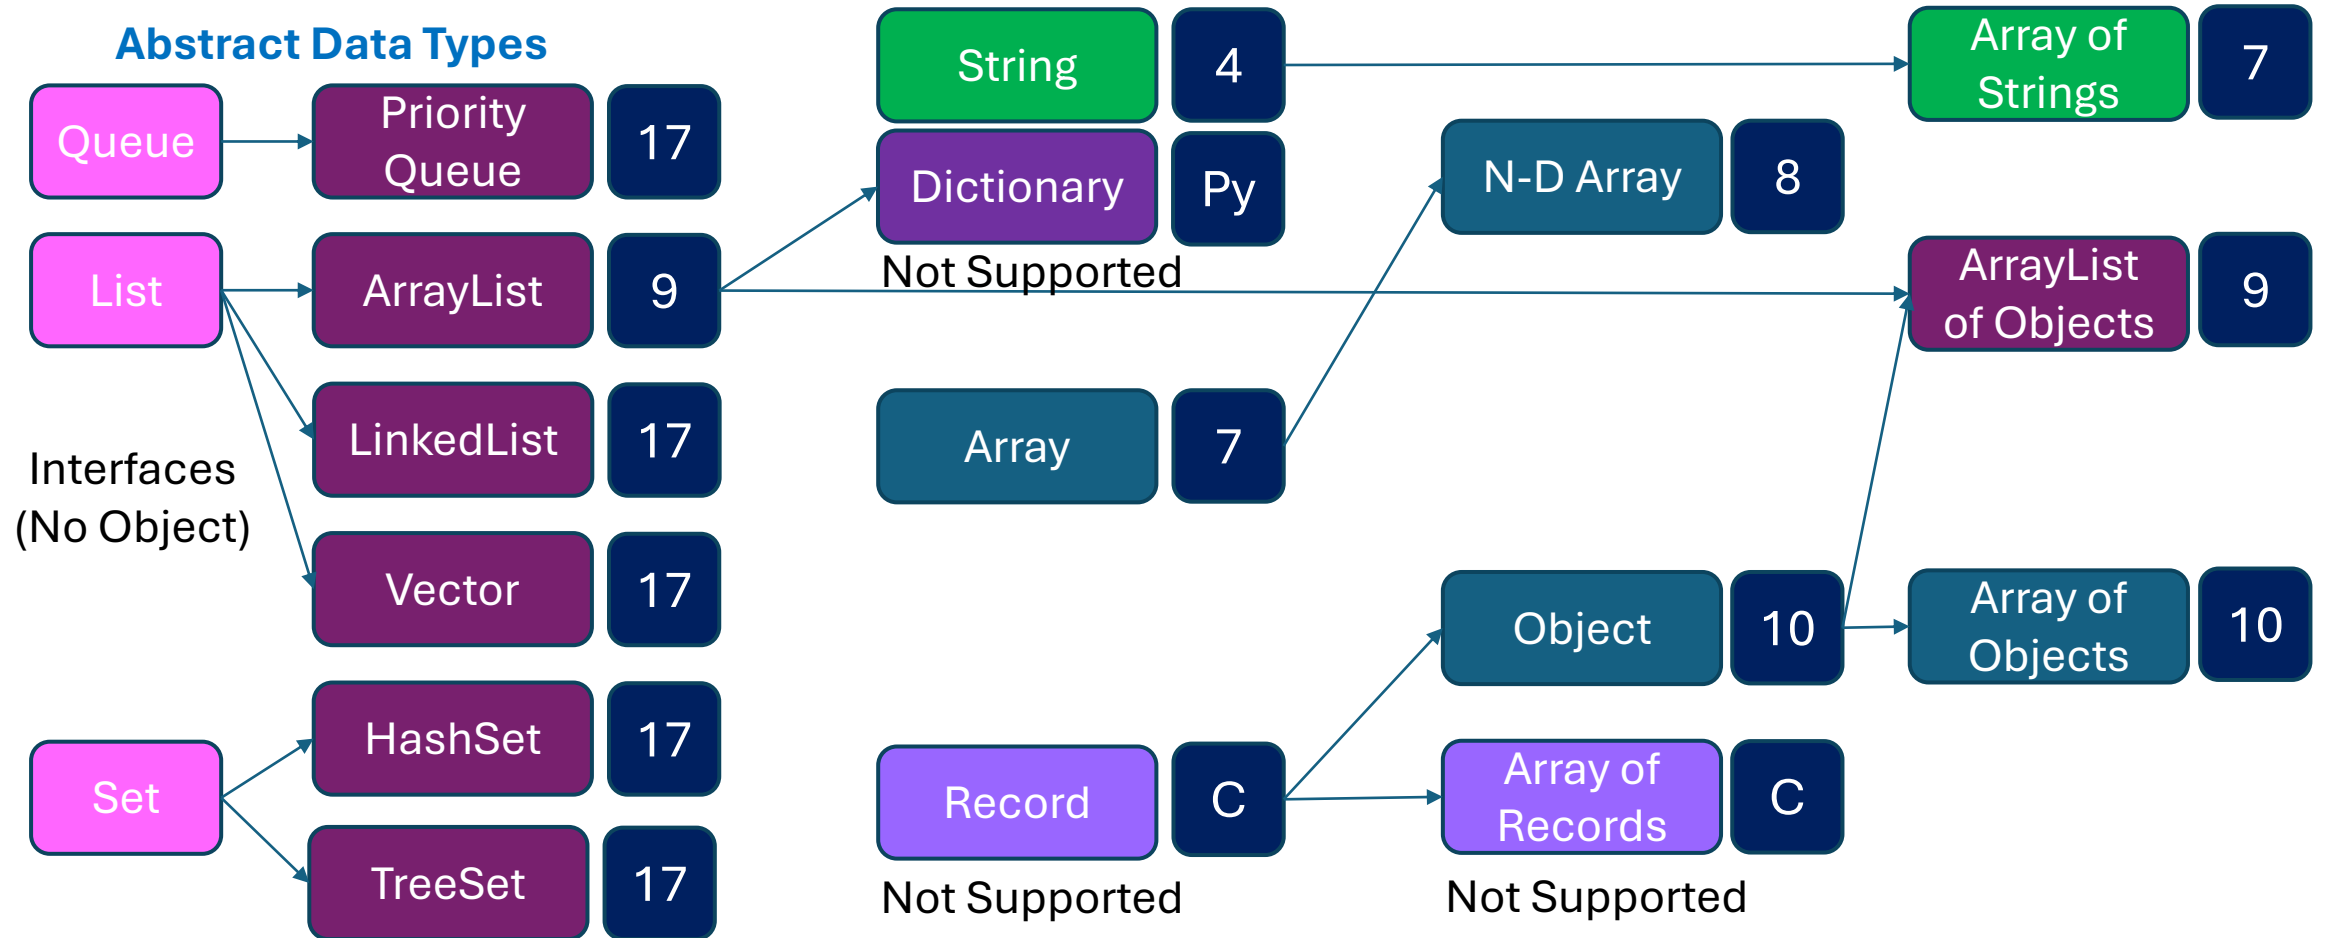 Abstract Data Types
Queue
Priority
Queue
17
List
ArrayList
9
LinkedList
17
Interfaces
(No Object)
Vector
17
Set
HashSet
17
TreeSet
17
String
4
Dictionary
Py
Not Supported
Array
7
Record
C
Not Supported
N-D Array
8
Object
10
Array of
Records
C
Not Supported
Array of
Strings
7
ArrayList
of Objects
9
Array of
Objects
10